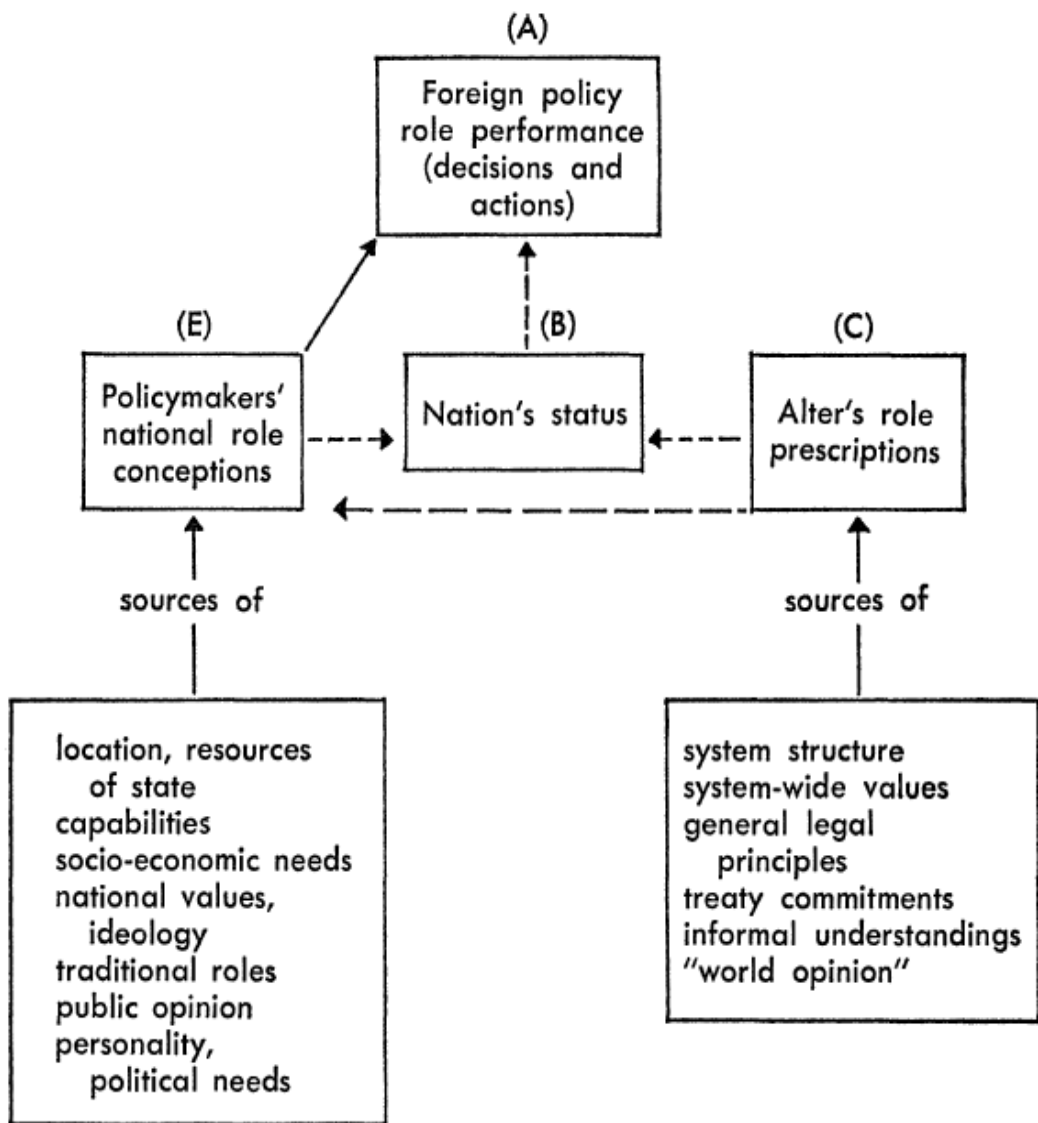 (A)
Foreign policy
role performance
(decisions and
actions)
(E)
(B)
(C)
Policymakers'
national role
conceptions
Nation's status
Alter's role
prescriptions
sources of
sources of
location, resources
of state
capabilities
socio-economic needs
national values,
ideology
traditional roles
public opinion
personality,
political needs
system structure
system-wide values
general legal
principles
treaty commitments
informal understandings
"world opinion"